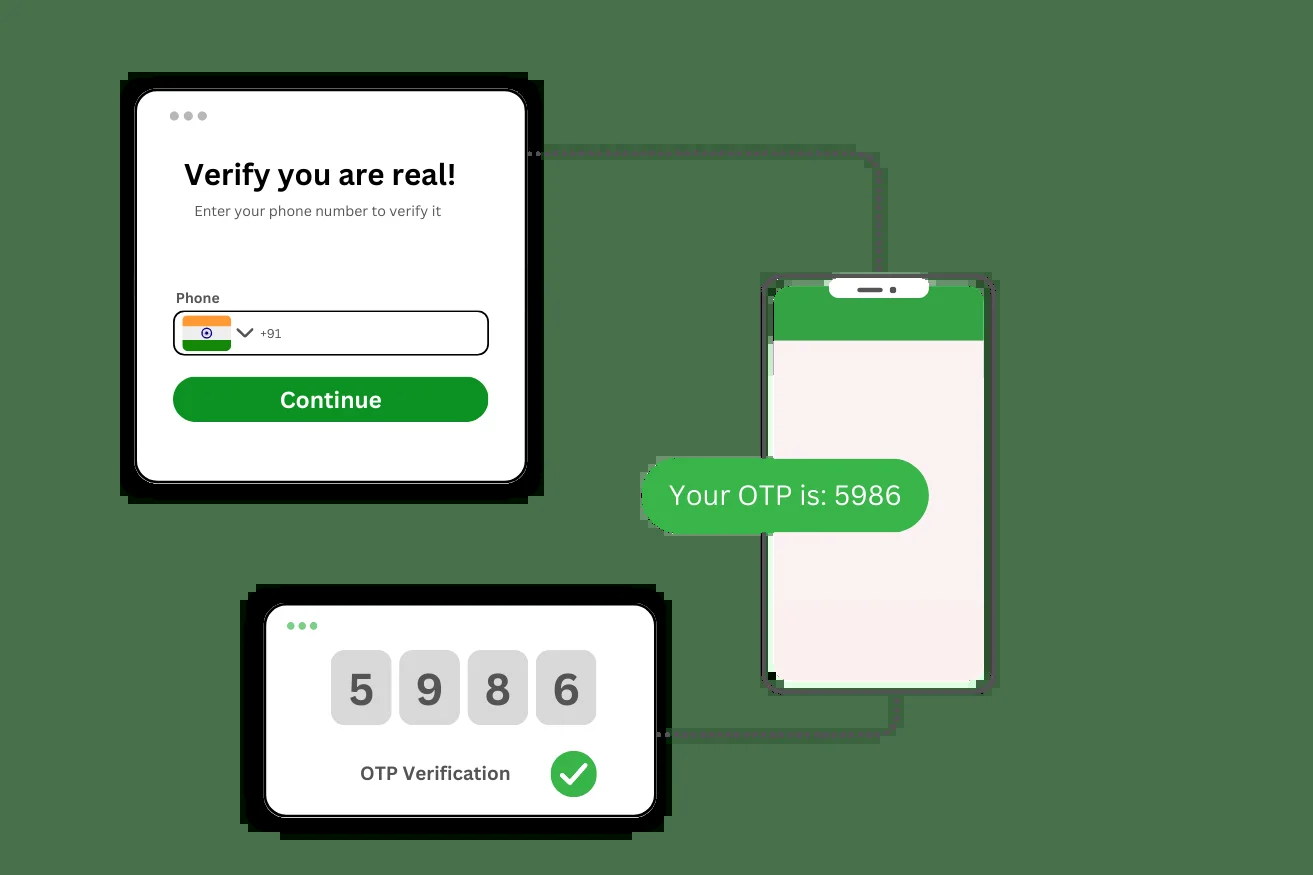 Verify you are real!
Enter your phone number to verify it
Phone
+91
Continue
Your OTP is: 5986
5 9 8 6
OTP Verification